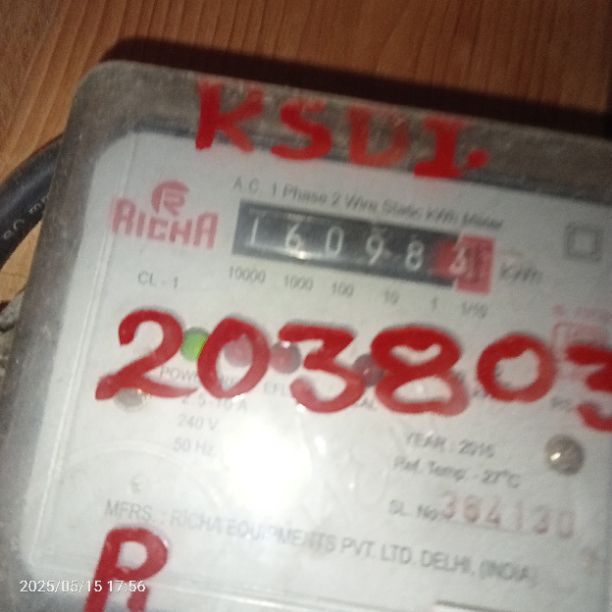 KSDI.
A.C. 1 Phase 2 Wire Static kWh Meter
RICHA
160983 kWh
CL - 1
10000 1000 100 10 1 1/10
203803
240 V
50 Hz
YEAR : 2016
Ref. Temp. - 27°C
SL. No. 384130
MFRS. : RICHA EQUIPMENTS PVT. LTD. DELHI, (INDIA)
R
2025/05/15 17:56